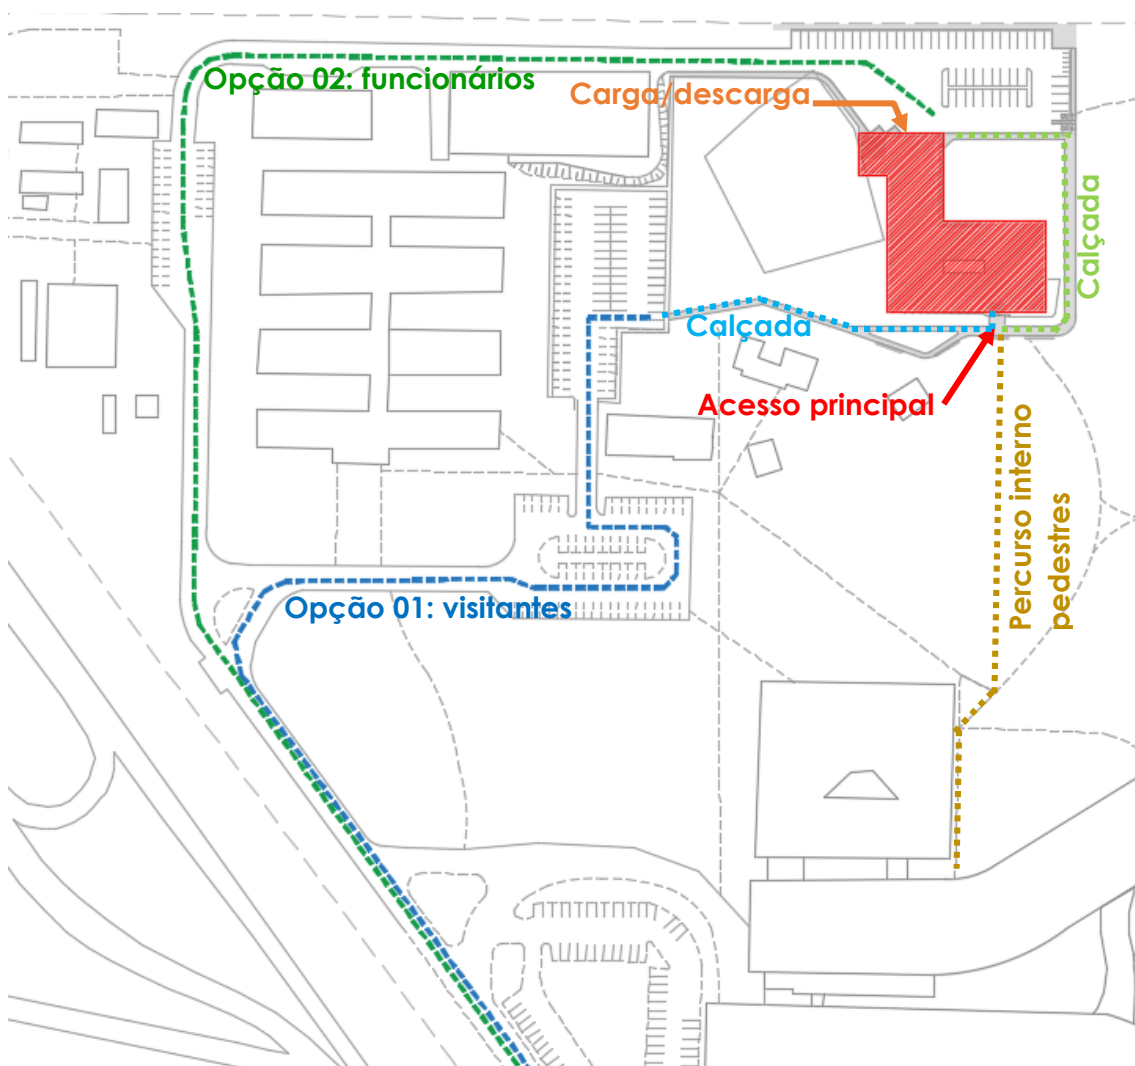 Opção 02: funcionários
Carga/descarga
Calçada
Calçada
Acesso principal
Percurso interno
pedestres
Opção 01: visitantes